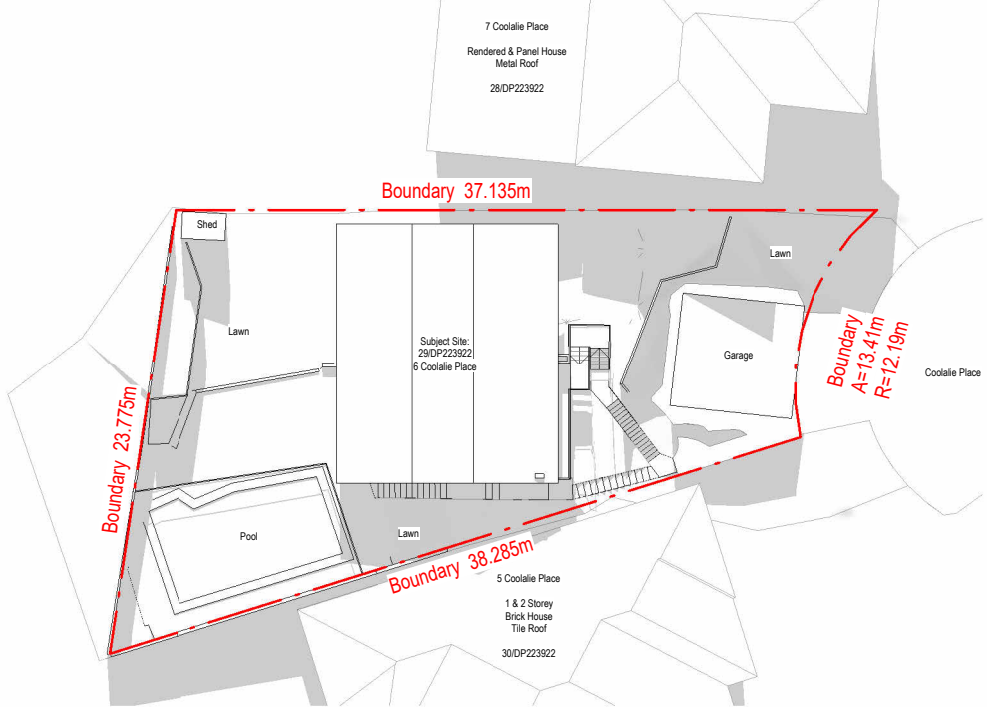 7 Coolalie Place
Rendered & Panel House
Metal Roof
28/DP223922
Boundary 37.135m
Shed
Lawn
Lawn
Subject Site:
29/DP223922
6 Coolalie Place
Garage
Boundary
A=13.41m
R=12.19m
Coolalie Place
Boundary 23.775m
Pool
Lawn
Boundary 38.285m
5 Coolalie Place
1 & 2 Storey
Brick House
Tile Roof
30/DP223922